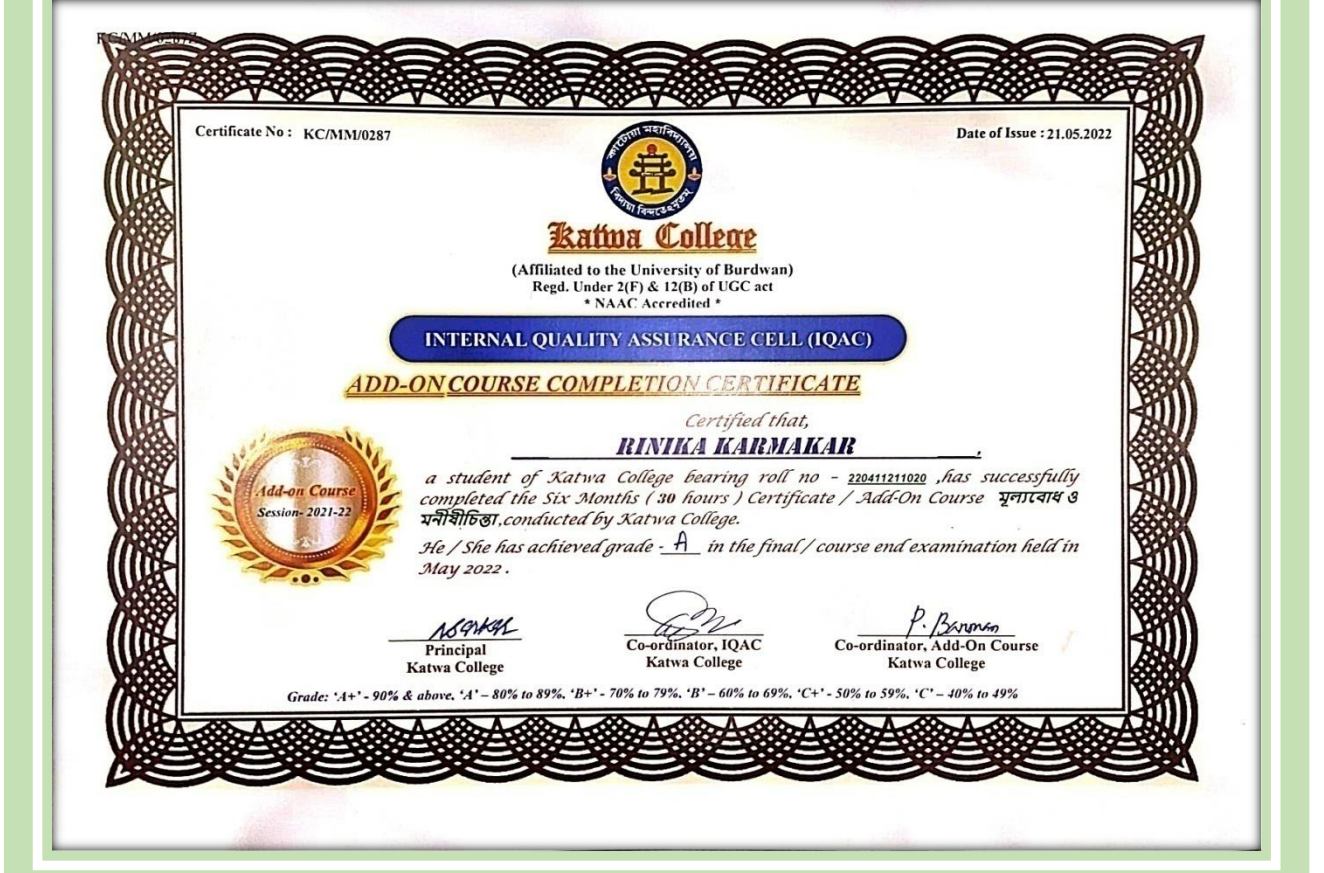 Certificate No : KC/MM/0287
Date of Issue : 21.05.2022
কাটোয়া মহাবিদ্যালয়
বিদ্যয়া বিন্দতেহমৃতম্
Katwa College
(Affiliated to the University of Burdwan)
Regd. Under 2(F) & 12(B) of UGC act
* NAAC Accredited *
INTERNAL QUALITY ASSURANCE CELL (IQAC)
ADD-ON COURSE COMPLETION CERTIFICATE
Certified that,
RINIKA KARMAKAR ,
Add-on Course
Session- 2021-22
a student of Katwa College bearing roll no - 220411211020 ,has successfully
completed the Six Months ( 30 hours ) Certificate / Add-On Course মূল্যবোধ ও
মনীষীচিন্তা,conducted by Katwa College.
He / She has achieved grade - A in the final / course end examination held in
May 2022 .
P. Barman
Principal
Katwa College
Co-ordinator, IQAC
Katwa College
Co-ordinator, Add-On Course
Katwa College
Grade: 'A+' - 90% & above, 'A' – 80% to 89%, 'B+' - 70% to 79%, 'B' – 60% to 69%, 'C+' - 50% to 59%, 'C' – 40% to 49%